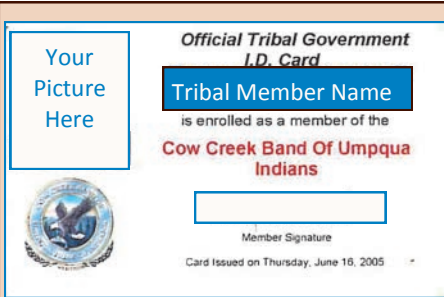 Your
Picture
Here
Official Tribal Government
I.D. Card
Tribal Member Name
is enrolled as a member of the
Cow Creek Band Of Umpqua
Indians
Member Signature
Card Issued on Thursday, June 16, 2005